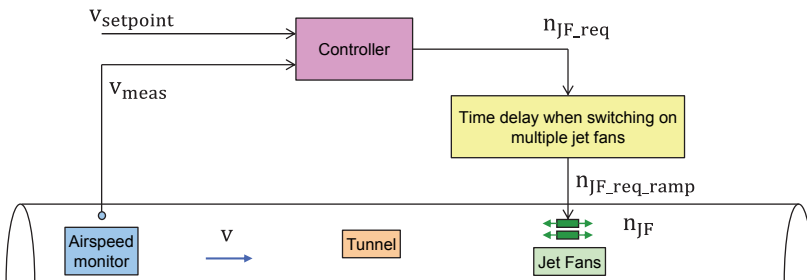 v_setpoint
Controller
n_JF_req
v_meas
Time delay when switching on
multiple jet fans
n_JF_req_ramp
Airspeed
monitor
v
Tunnel
n_JF
Jet Fans